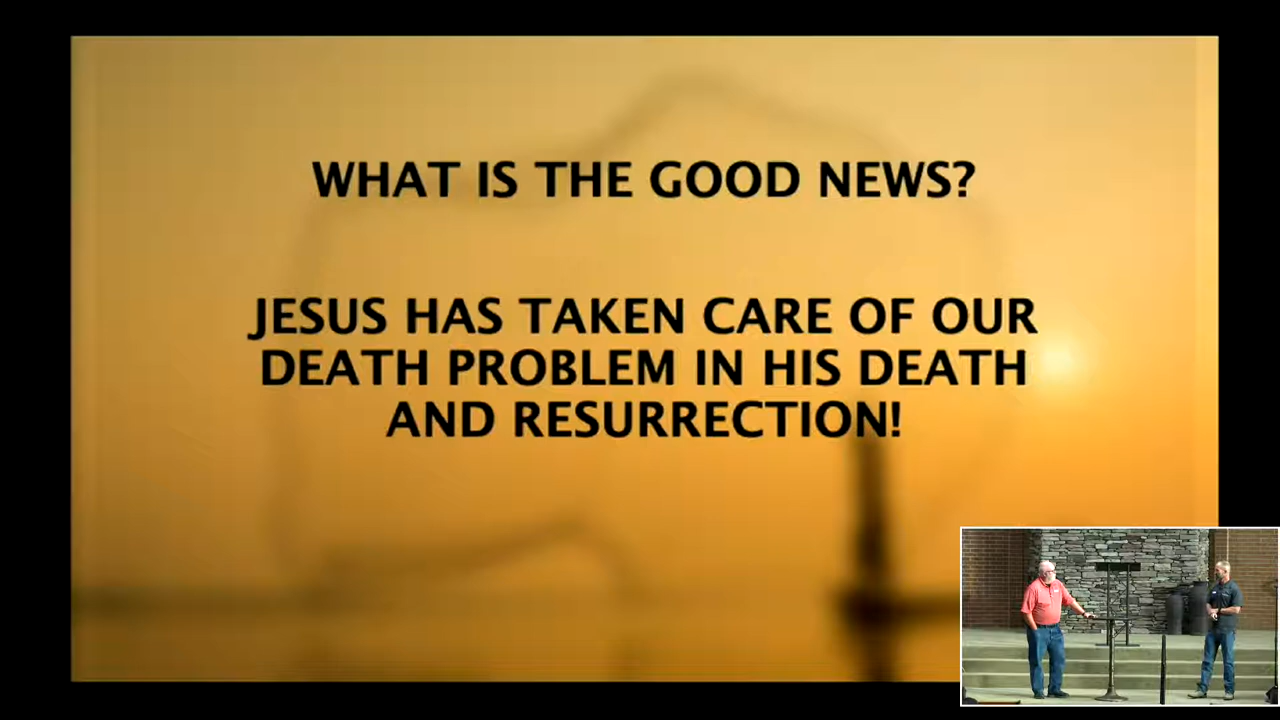 WHAT IS THE GOOD NEWS?
JESUS HAS TAKEN CARE OF OUR
DEATH PROBLEM IN HIS DEATH
AND RESURRECTION!